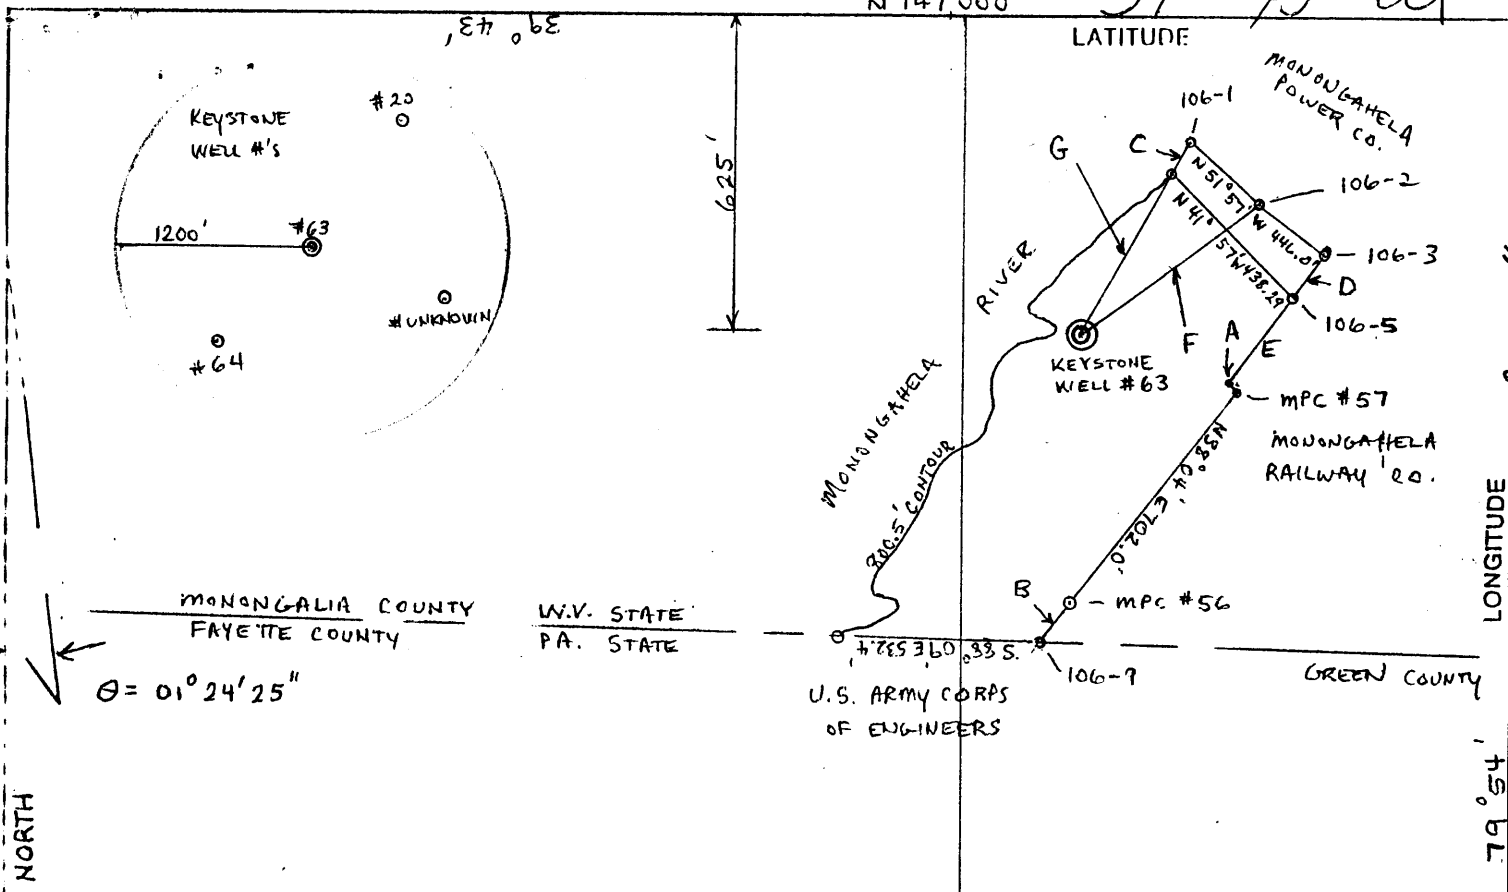 N 147,000
39° 43'
LATITUDE
KEYSTONE
WELL #'S
#20
1200'
#63
#UNKNOWN
#64
625'
MONONGAHELA
POWER CO.
106-1
C
G
106-2
N 51° 57' W 446.0'
N 41°
57' W 438.29
106-3
D
106-5
RIVER
A
E
F
KEYSTONE
WELL #63
MPC #57
MONONGAHELA
RAILWAY CO.
MONONGAHELA
800.5' CONTOUR
N38° 04' E 702.0'
LONGITUDE
B
MPC #56
MONONGALIA COUNTY
FAYETTE COUNTY
W.V. STATE
PA. STATE
S. 88° 09' E 532.4'
106-9
GREEN COUNTY
θ = 01° 24' 25"
U.S. ARMY CORPS
OF ENGINEERS
NORTH
79° 54'